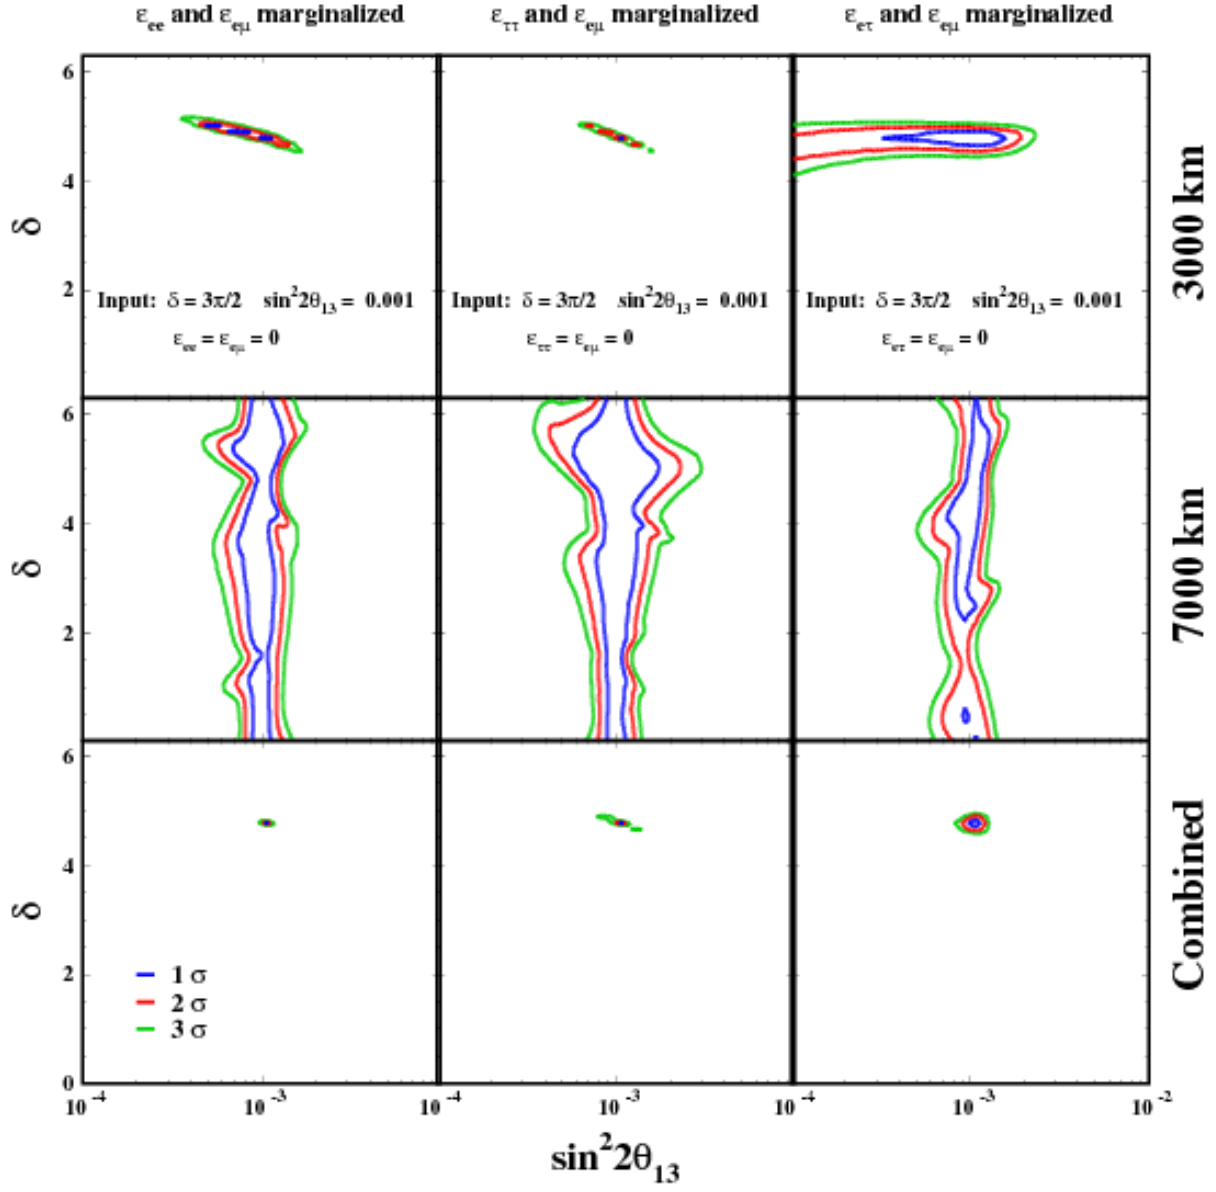 ε_ee and ε_eμ marginalized ε_ττ and ε_eμ marginalized ε_eτ and ε_eμ marginalized
6
4
δ
2
3000 km
Input: δ = 3π/2 sin²2θ₁₃ = 0.001 Input: δ = 3π/2 sin²2θ₁₃ = 0.001 Input: δ = 3π/2 sin²2θ₁₃ = 0.001
ε_ee = ε_eμ = 0 ε_ττ = ε_eμ = 0 ε_eτ = ε_eμ = 0
6
4
δ
2
7000 km
6
4
δ
2
0
Combined
1 σ
2 σ
3 σ
10⁻⁴ 10⁻³ 10⁻⁴ 10⁻³ 10⁻⁴ 10⁻³ 10⁻²
sin²2θ₁₃